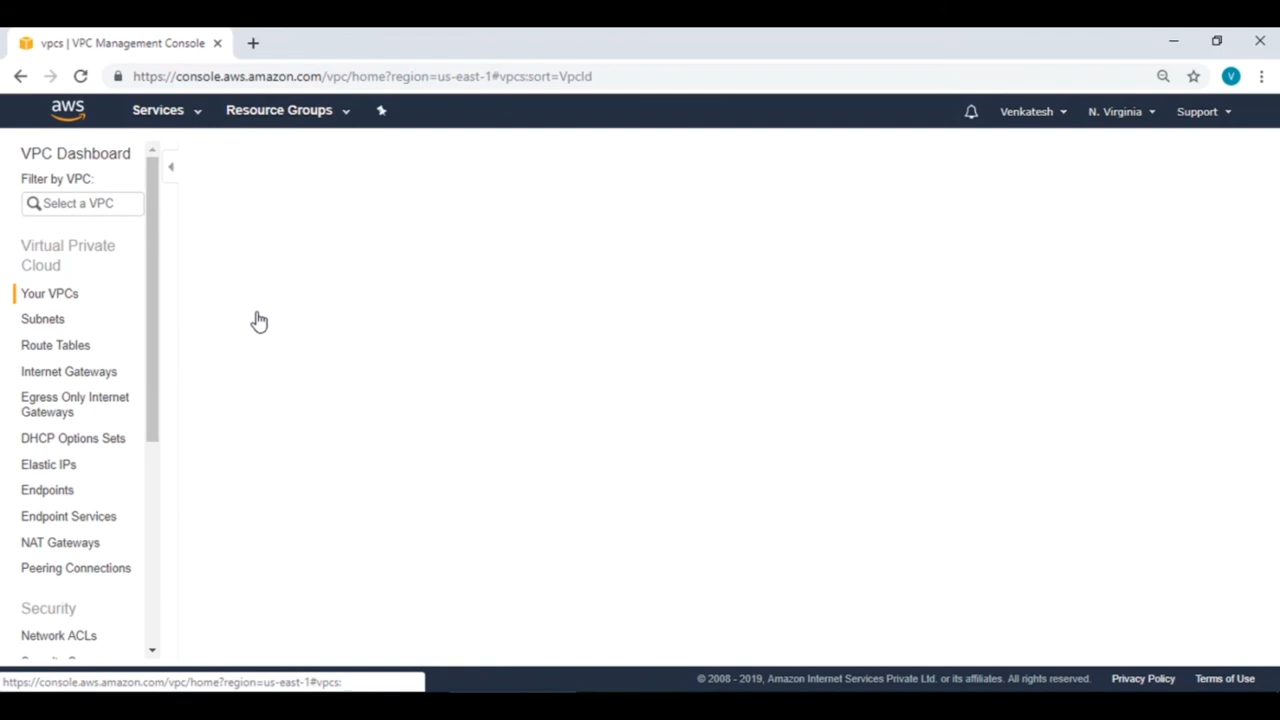 vpcs | VPC Management Console
https://console.aws.amazon.com/vpc/home?region=us-east-1#vpcs:sort=VpcId
V
aws
Services
Resource Groups
Venkatesh
N. Virginia
Support
VPC Dashboard
Filter by VPC:
Select a VPC
Virtual Private
Cloud
Your VPCs
Subnets
Route Tables
Internet Gateways
Egress Only Internet
Gateways
DHCP Options Sets
Elastic IPs
Endpoints
Endpoint Services
NAT Gateways
Peering Connections
Security
Network ACLs
https://console.aws.amazon.com/vpc/home?region=us-east-1#vpcs:
© 2008 - 2019, Amazon Internet Services Private Ltd. or its affiliates. All rights reserved.
Privacy Policy
Terms of Use